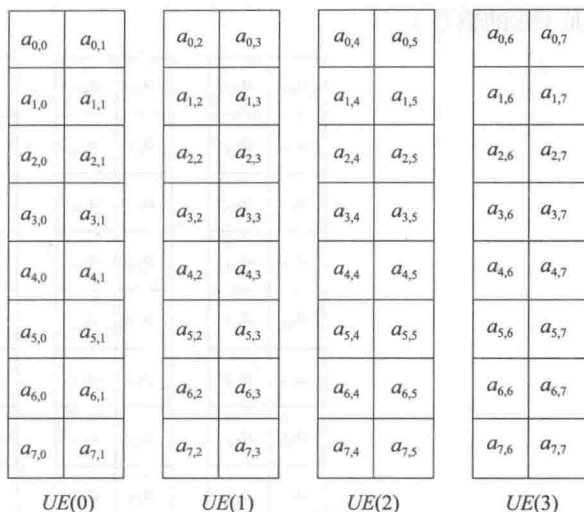 a0,0 a0,1 a0,2 a0,3 a0,4 a0,5 a0,6 a0,7
a1,0 a1,1 a1,2 a1,3 a1,4 a1,5 a1,6 a1,7
a2,0 a2,1 a2,2 a2,3 a2,4 a2,5 a2,6 a2,7
a3,0 a3,1 a3,2 a3,3 a3,4 a3,5 a3,6 a3,7
a4,0 a4,1 a4,2 a4,3 a4,4 a4,5 a4,6 a4,7
a5,0 a5,1 a5,2 a5,3 a5,4 a5,5 a5,6 a5,7
a6,0 a6,1 a6,2 a6,3 a6,4 a6,5 a6,6 a6,7
a7,0 a7,1 a7,2 a7,3 a7,4 a7,5 a7,6 a7,7
UE(0) UE(1) UE(2) UE(3)